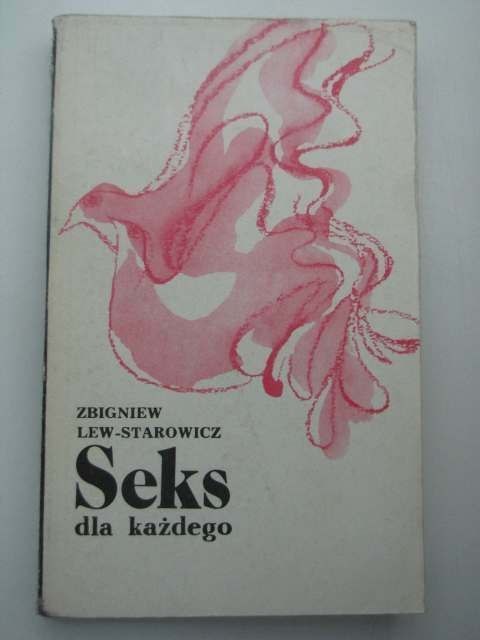 ZBIGNIEW
LEW-STAROWICZ
Seks
dla każdego